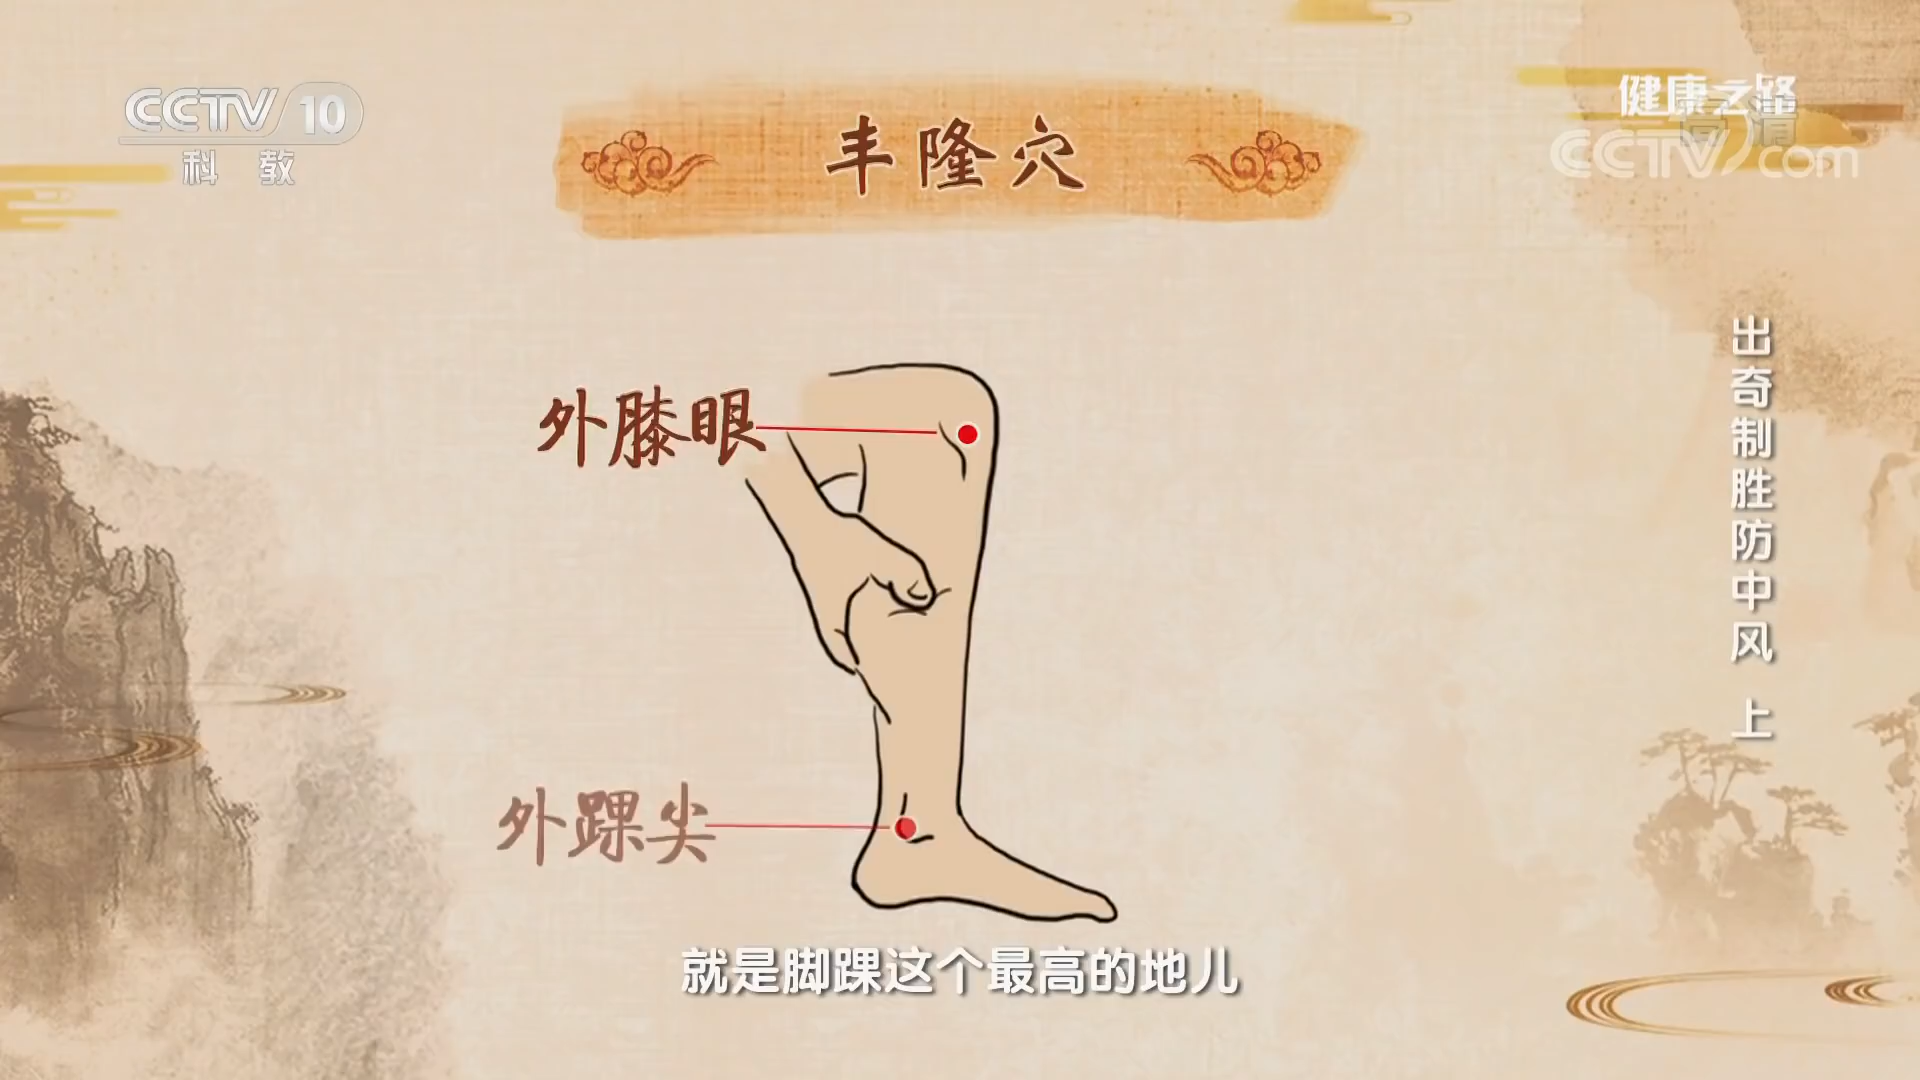 CCTV 10
科 教
健康之路
高清
CCTV.com
丰隆穴
外膝眼
外踝尖
出奇制胜防中风 上
就是脚踝这个最高的地儿